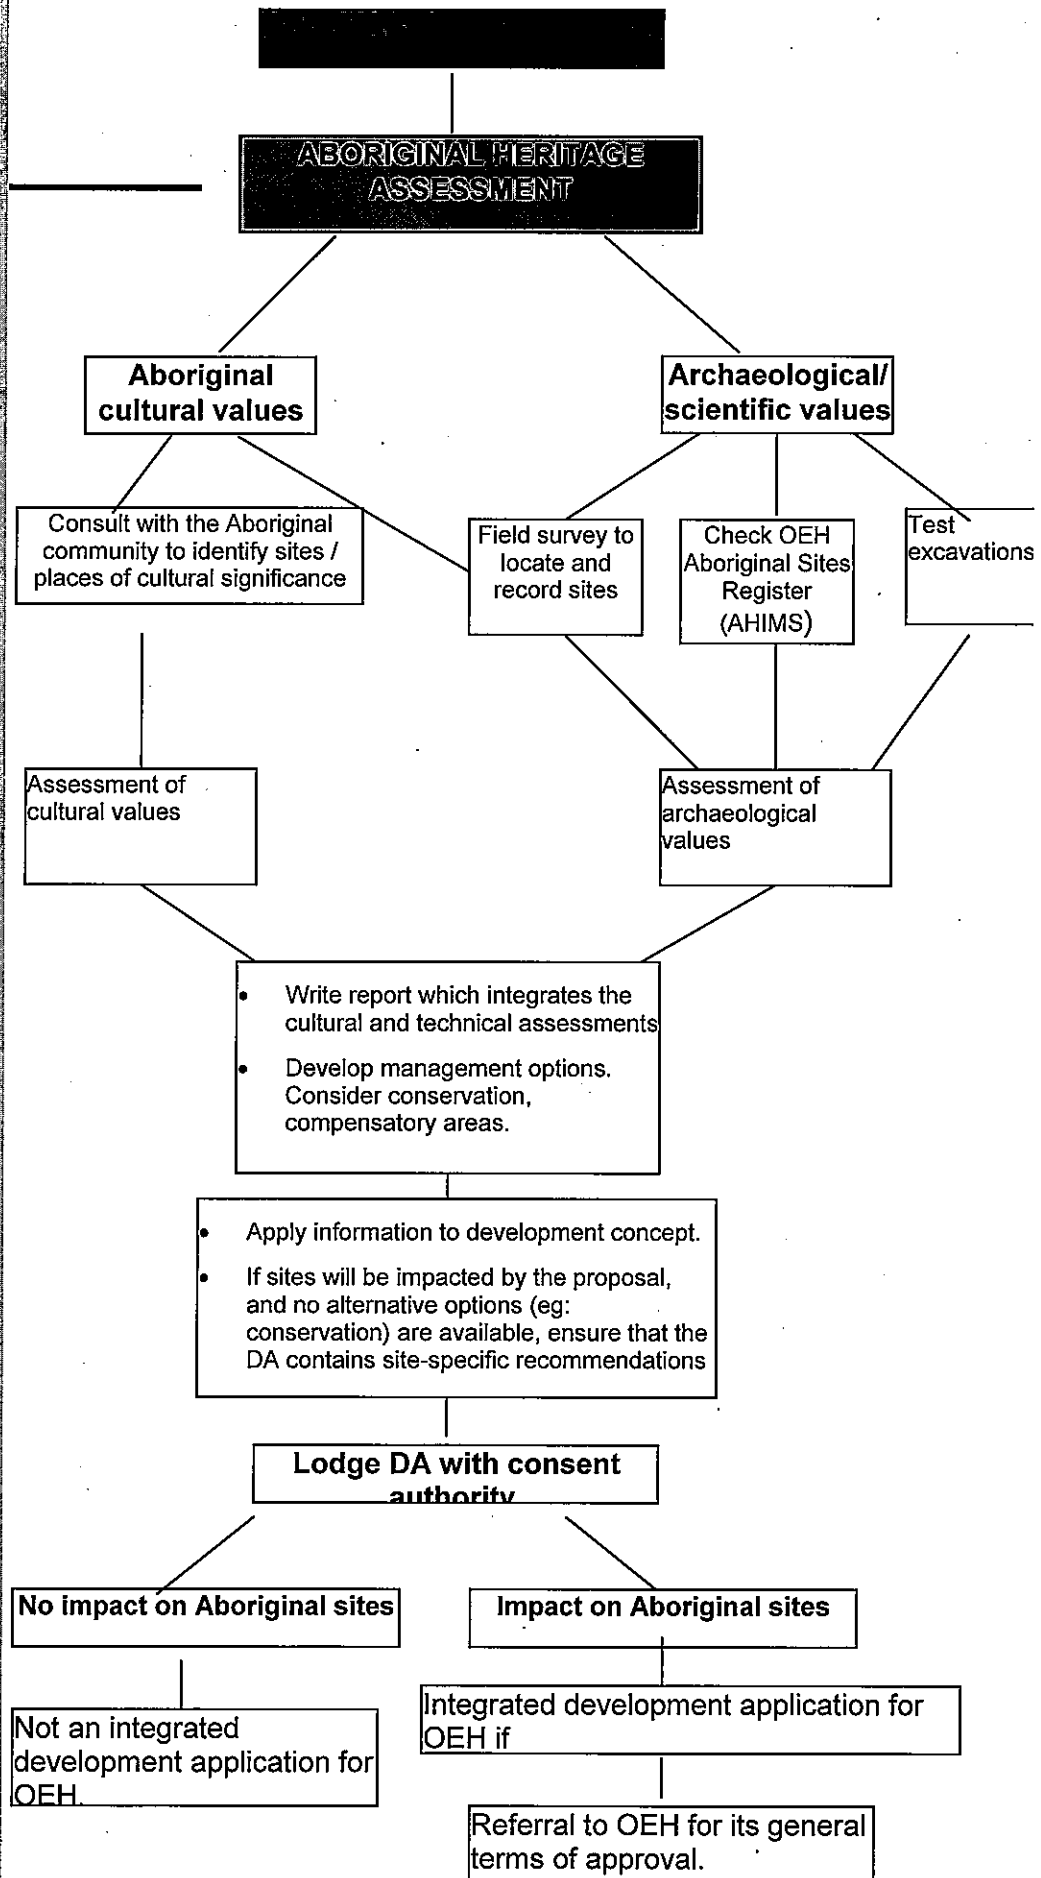 ABORIGINAL HERITAGE
ASSESSMENT
Aboriginal
cultural values
Archaeological/
scientific values
Consult with the Aboriginal
community to identify sites /
places of cultural significance
Field survey to
locate and
record sites
Check OEH
Aboriginal Sites
Register
(AHIMS)
Test
excavations
Assessment of
cultural values
Assessment of
archaeological
values
• Write report which integrates the
cultural and technical assessments
• Develop management options.
Consider conservation,
compensatory areas.
• Apply information to development concept.
• If sites will be impacted by the proposal,
and no alternative options (eg:
conservation) are available, ensure that the
DA contains site-specific recommendations
Lodge DA with consent
authority
No impact on Aboriginal sites
Impact on Aboriginal sites
Not an integrated
development application for
OEH.
Integrated development application for
OEH if
Referral to OEH for its general
terms of approval.